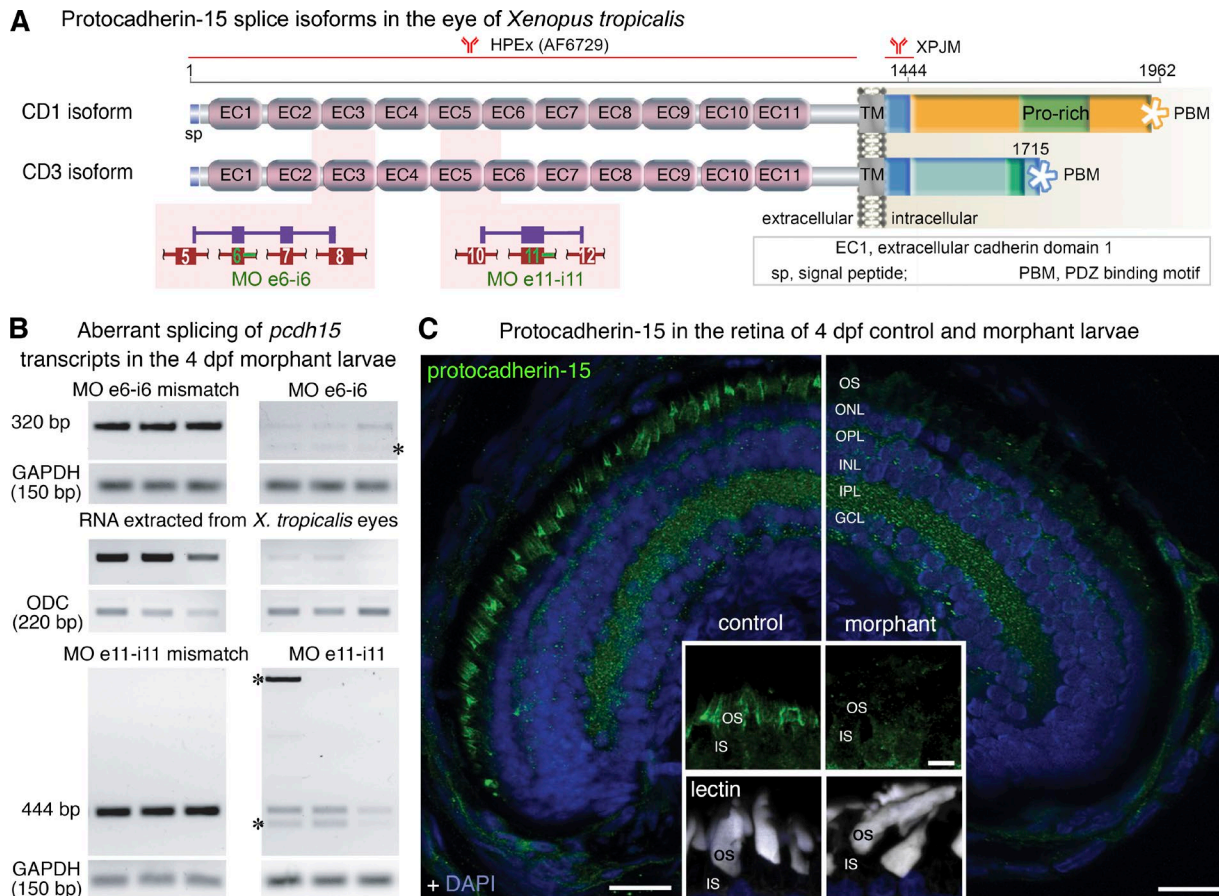 A Protocadherin-15 splice isoforms in the eye of Xenopus tropicalis
HPEx (AF6729)
XPJM
1
1444
1962
CD1 isoform
EC1 EC2 EC3 EC4 EC5 EC6 EC7 EC8 EC9 EC10 EC11
TM
Pro-rich
PBM
sp
1715
CD3 isoform
EC1 EC2 EC3 EC4 EC5 EC6 EC7 EC8 EC9 EC10 EC11
TM
PBM
extracellular
intracellular
5 6 7 8
10 11 12
MO e6-i6
MO e11-i11
EC1, extracellular cadherin domain 1
sp, signal peptide; PBM, PDZ binding motif
B Aberrant splicing of pcdh15
transcripts in the 4 dpf morphant larvae
MO e6-i6 mismatch
MO e6-i6
320 bp
*
GAPDH
(150 bp)
RNA extracted from X. tropicalis eyes
ODC
(220 bp)
MO e11-i11 mismatch
MO e11-i11
*
444 bp
*
GAPDH
(150 bp)
C Protocadherin-15 in the retina of 4 dpf control and morphant larvae
protocadherin-15
OS
ONL
OPL
INL
IPL
GCL
control
morphant
OS
IS
OS
IS
lectin
OS
IS
OS
IS
+ DAPI